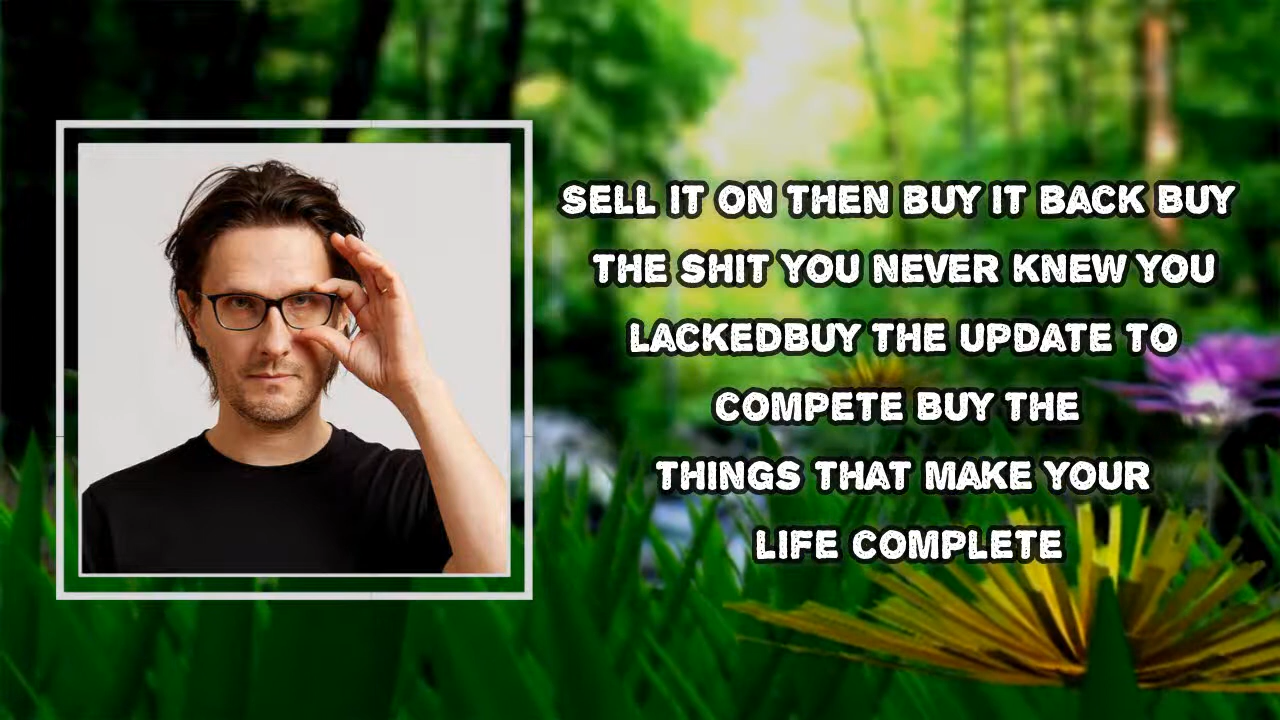 SELL IT ON THEN BUY IT BACK BUY
THE SHIT YOU NEVER KNEW YOU
LACKEDBUY THE UPDATE TO
COMPETE BUY THE
THINGS THAT MAKE YOUR
LIFE COMPLETE